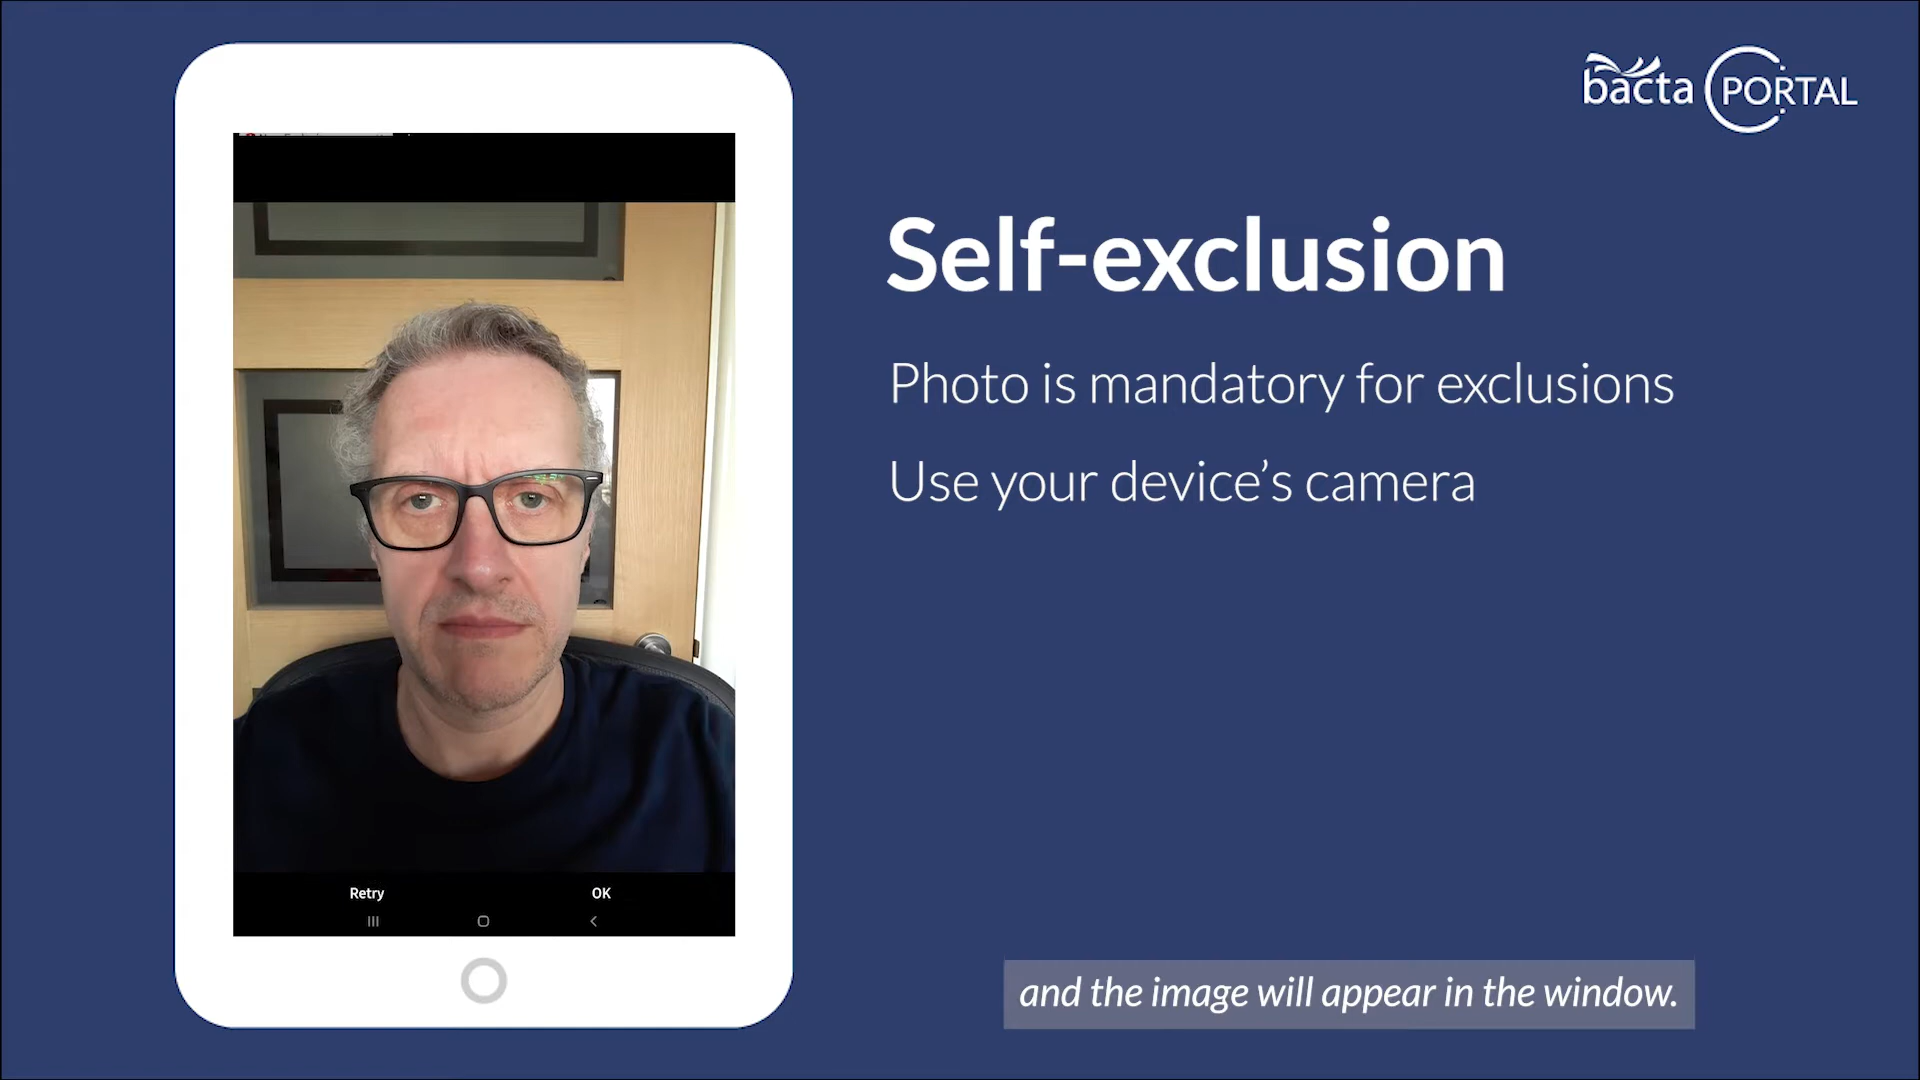 bacta PORTAL
Self-exclusion
Photo is mandatory for exclusions
Use your device’s camera
Retry OK
and the image will appear in the window.